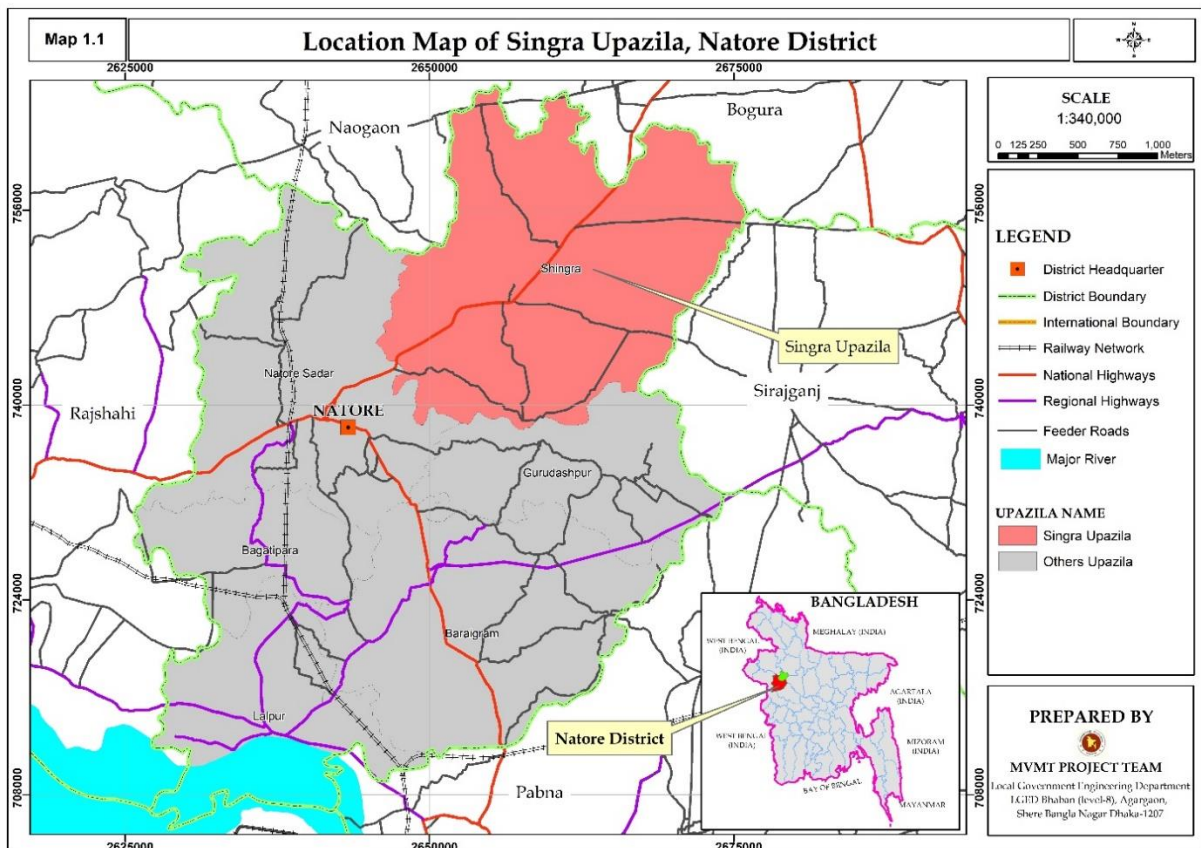 Map 1.1
Location Map of Singra Upazila, Natore District
N
2625000
2650000
2675000
Naogaon
Bogura
756000
756000
Shingra
Singra Upazila
Natore Sadar
NATORE
Rajshahi
Sirajganj
740000
740000
Gurudashpur
Bagatipara
724000
724000
Baraigram
Lalpur
Pabna
708000
708000
2625000
2650000
2675000
BANGLADESH
WEST BENGAL
(INDIA)
MEGHALAY (INDIA)
AGARTALA
(INDIA)
Natore District
WEST BENGAL
(INDIA)
MIZORAM
(INDIA)
BAY OF BENGAL
MAYANMAR
SCALE
1:340,000
0 125 250 500 750 1,000
Meters
LEGEND
District Headquarter
District Boundary
International Boundary
Railway Network
National Highways
Regional Highways
Feeder Roads
Major River
UPAZILA NAME
Singra Upazila
Others Upazila
PREPARED BY
MVMT PROJECT TEAM
Local Government Engineering Department
LGED Bhaban (level-8), Agargaon,
Shere Bangla Nagar Dhaka-1207